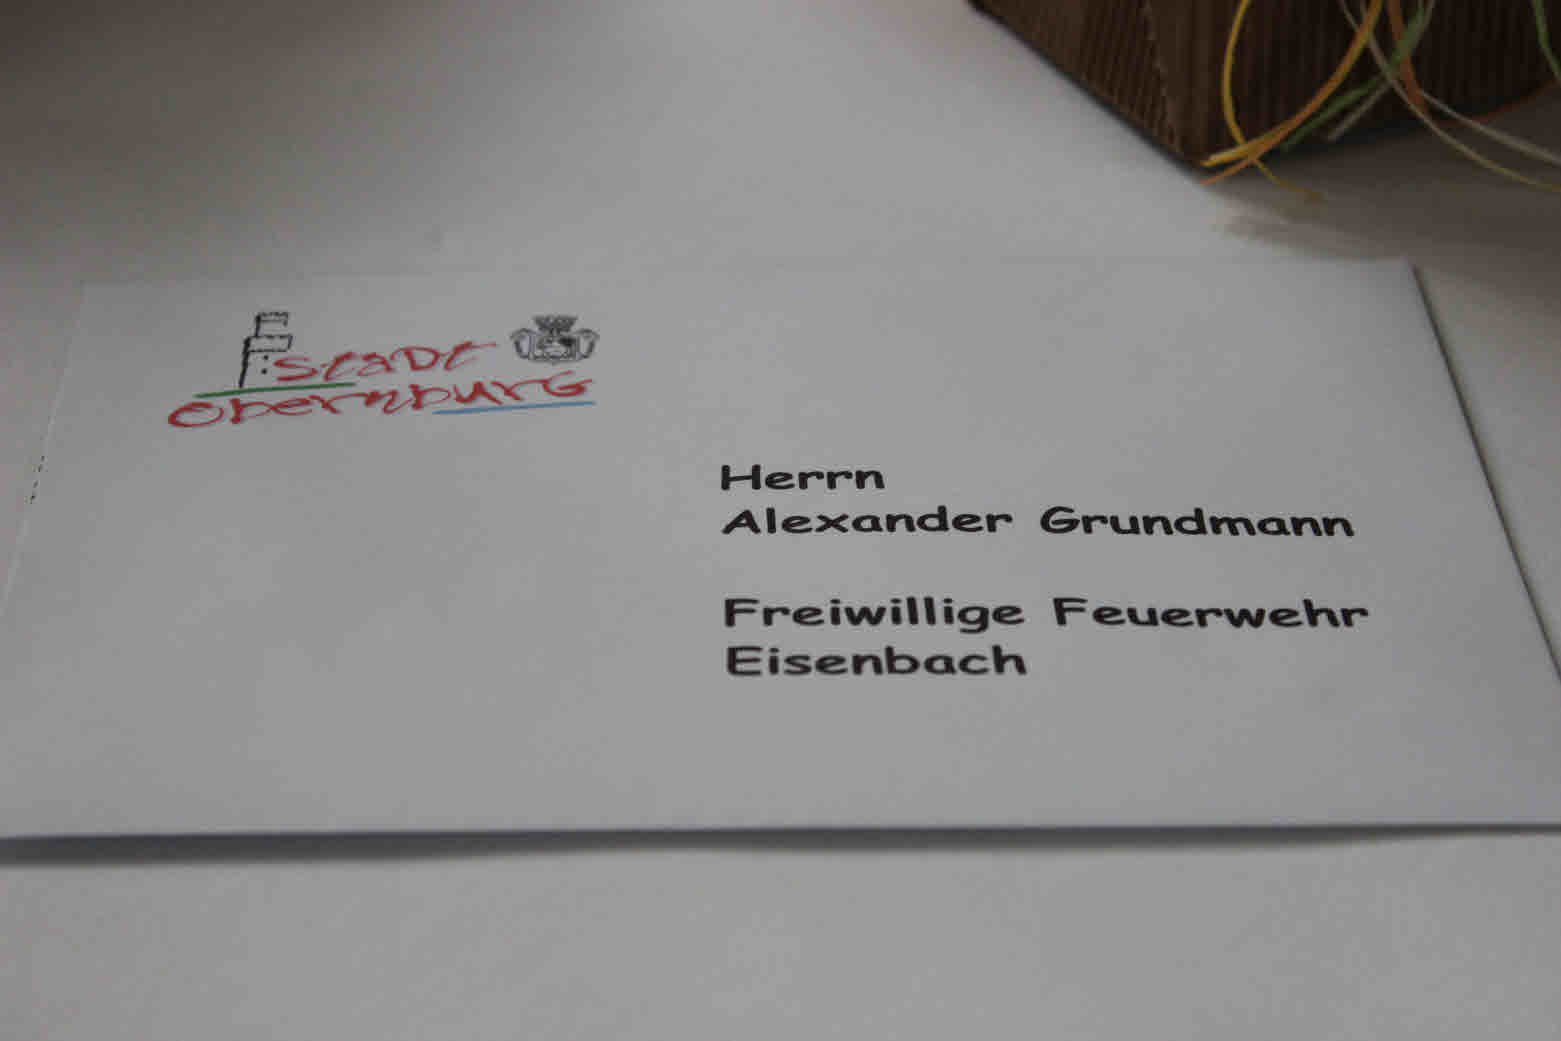 Stadt
Obernburg
Herrn
Alexander Grundmann
Freiwillige Feuerwehr
Eisenbach